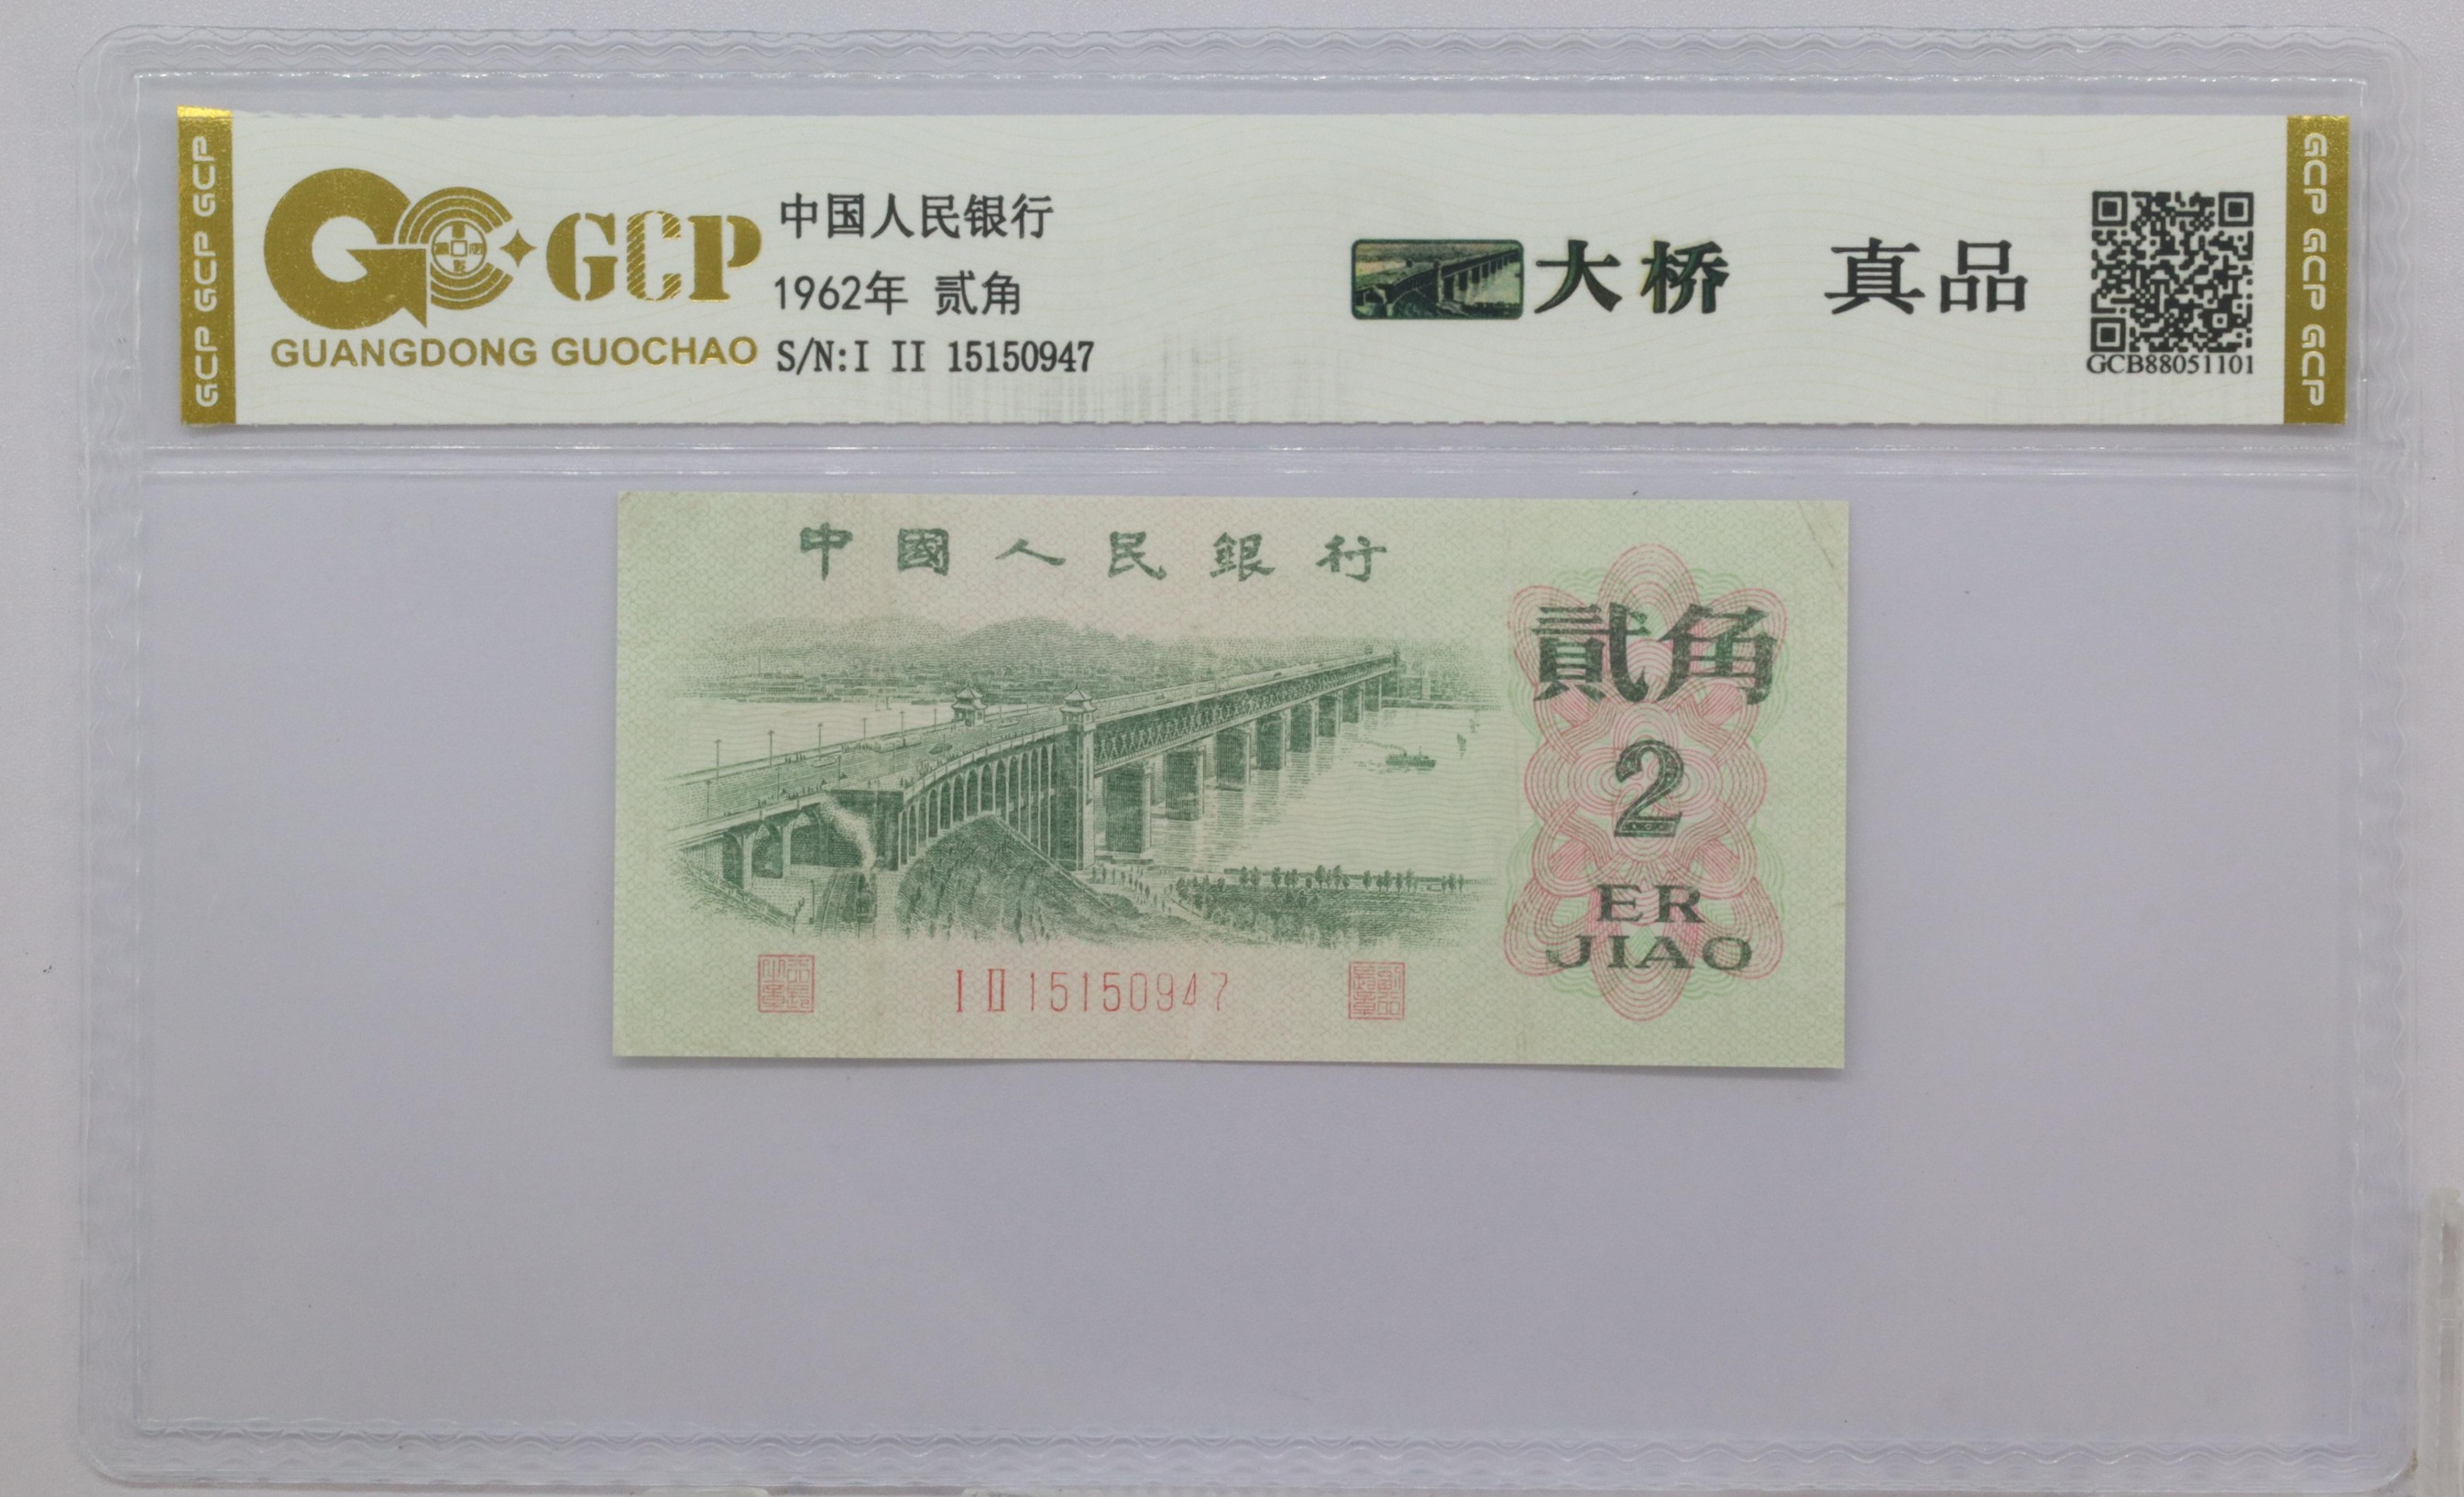 GCP GCP GCP
GCP
GUANGDONG GUOCHAO
中国人民银行
1962年 贰角
S/N:I II 15150947
大桥 真品
GCB88051101
GCP GCP GCP
中國人民銀行
貳角
2
ER
JIAO
I II 15150947